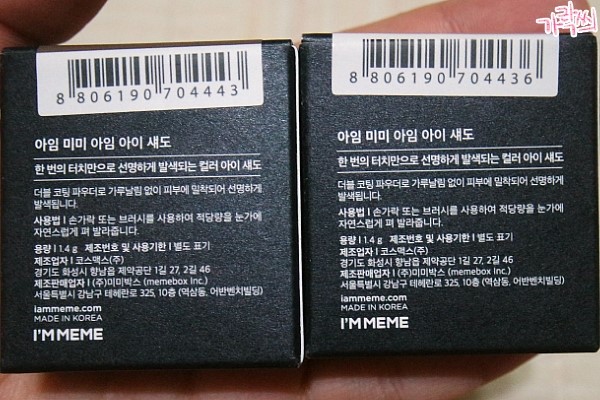 8 806190 704443
아임 미미 아임 아이 섀도
한 번의 터치만으로 선명하게 발색되는 컬러 아이 섀도
더블 코팅 파우더로 가루날림 없이 피부에 밀착되어 선명하게
발색됩니다.
사용법 | 손가락 또는 브러시를 사용하여 적당량을 눈가에
자연스럽게 펴 발라줍니다.
용량 | 1.4 g 제조번호 및 사용기한 | 별도 표기
제조업자 | 코스맥스(주)
경기도 화성시 향남읍 제약공단 1길 27, 2길 46
제조판매업자 | (주)미미박스 (memebox Inc.)
서울특별시 강남구 테헤란로 325, 10층 (역삼동, 어반벤치빌딩)
iammeme.com
MADE IN KOREA
I'M MEME
8 806190 704436
아임 미미 아임 아이 섀도
한 번의 터치만으로 선명하게 발색되는 컬러 아이 섀도
더블 코팅 파우더로 가루날림 없이 피부에 밀착되어 선명하게
발색됩니다.
사용법 | 손가락 또는 브러시를 사용하여 적당량을 눈가에
자연스럽게 펴 발라줍니다.
용량 | 1.4 g 제조번호 및 사용기한 | 별도 표기
제조업자 | 코스맥스(주)
경기도 화성시 향남읍 제약공단 1길 27, 2길 46
제조판매업자 | (주)미미박스 (memebox Inc.)
서울특별시 강남구 테헤란로 325, 10층 (역삼동, 어반벤치빌딩)
iammeme.com
MADE IN KOREA
I'M MEME